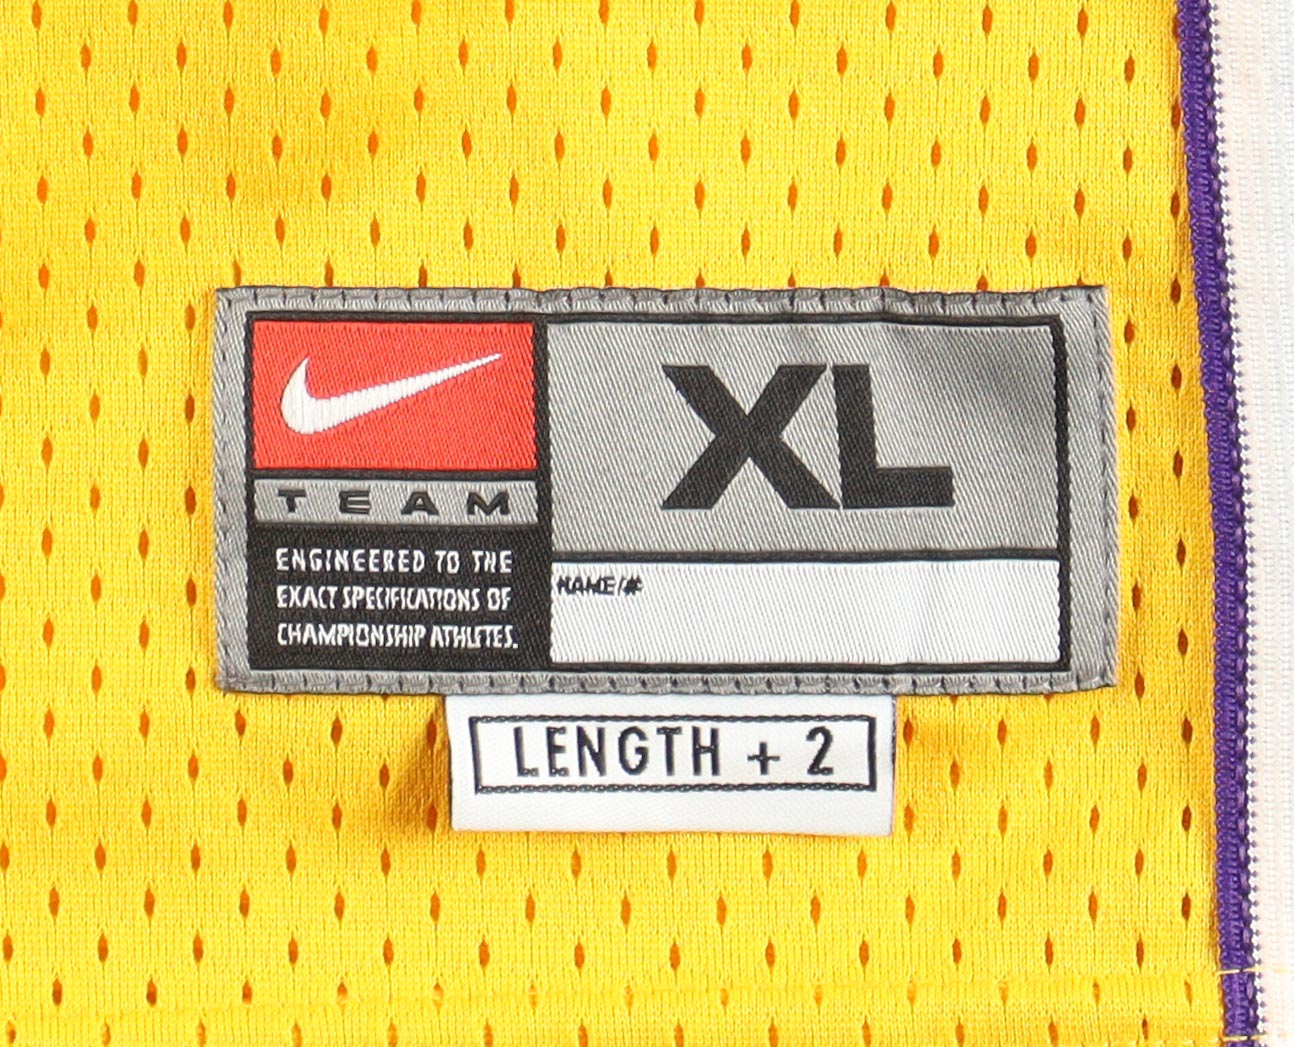 TEAM
ENGINEERED TO THE
EXACT SPECIFICATIONS OF
CHAMPIONSHIP ATHLETES.
XL
NAME/#
LENGTH + 2